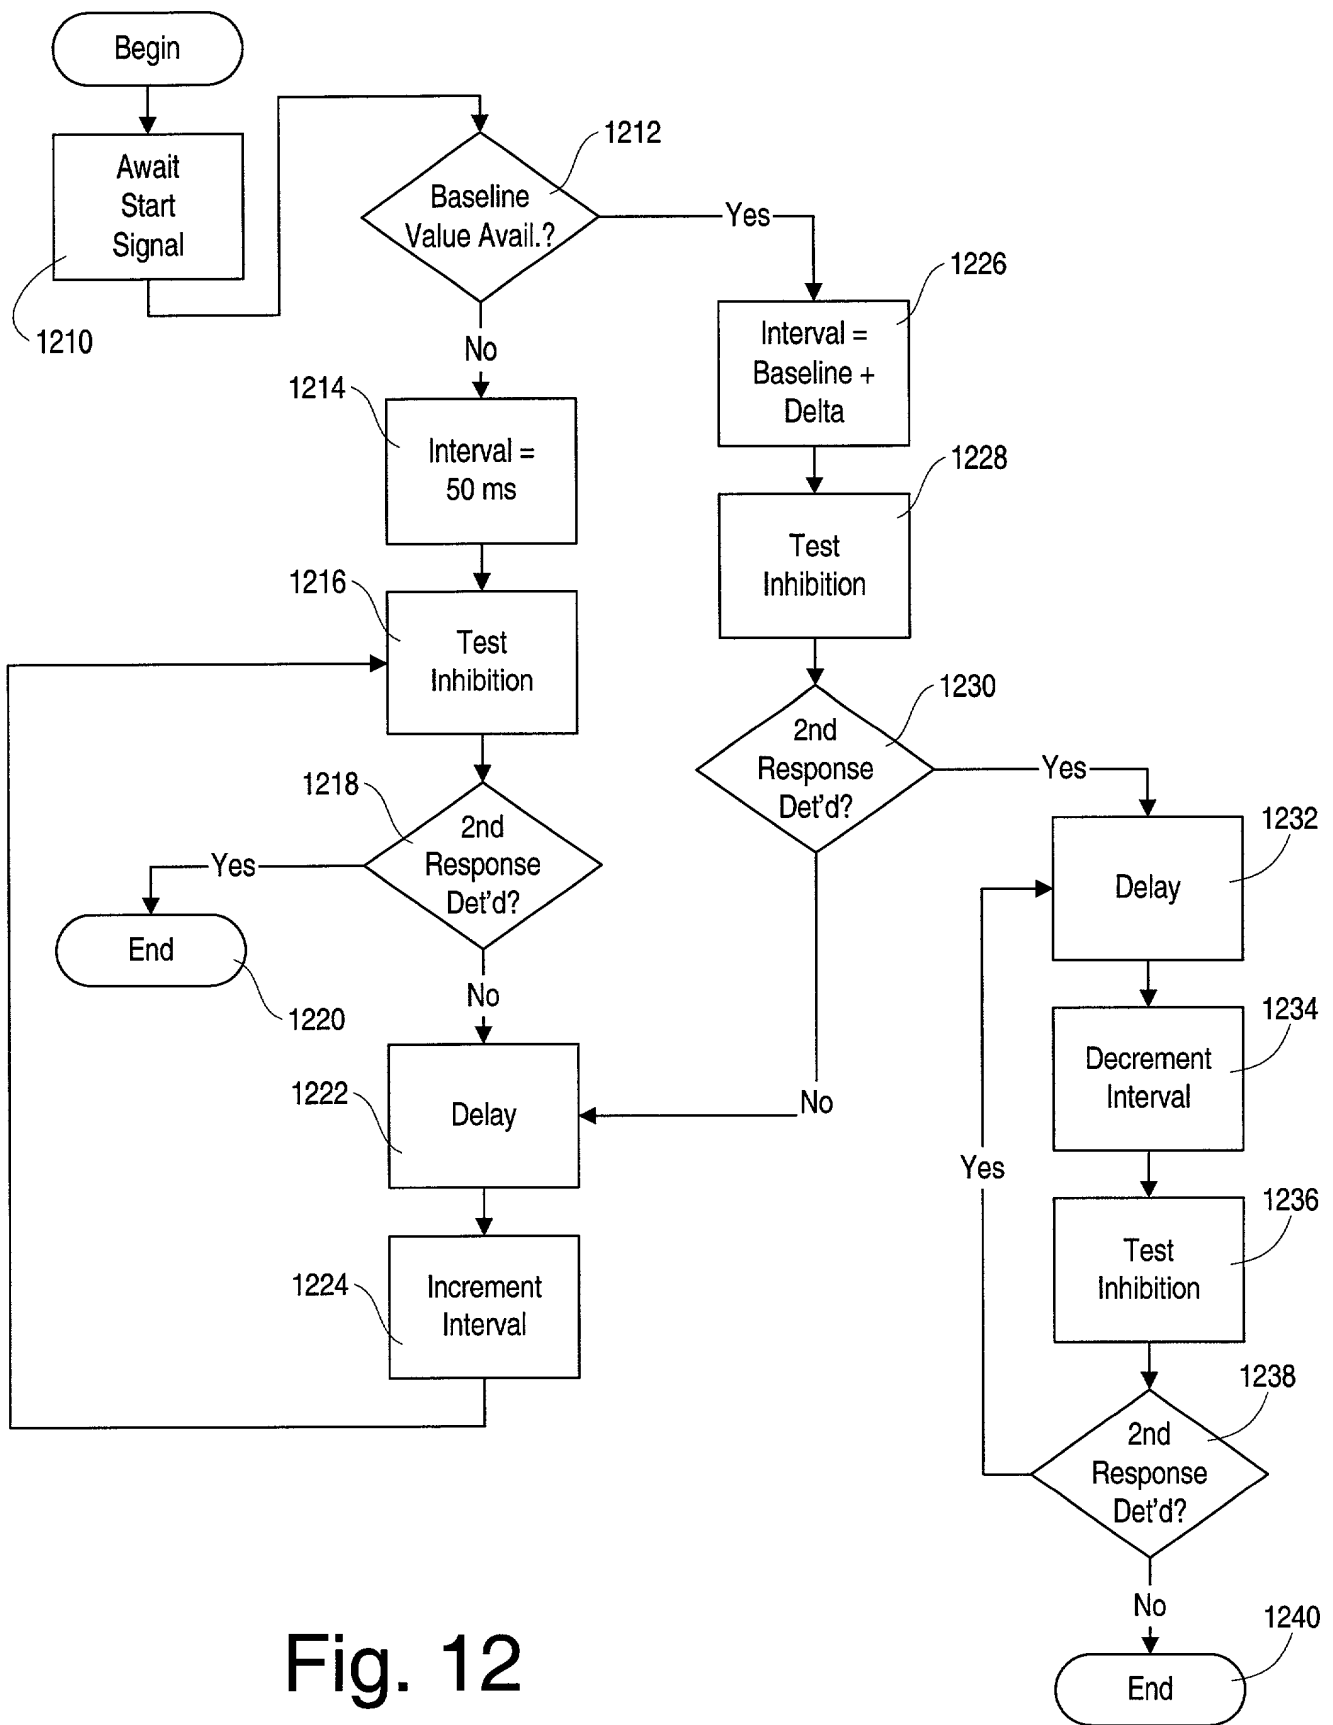 Begin
Await
Start
Signal
1210
Baseline
Value Avail.?
1212
Yes
No
1214
Interval =
50 ms
1216
Test
Inhibition
1218
2nd
Response
Det'd?
Yes
End
1220
No
1222
Delay
1224
Increment
Interval
1226
Interval =
Baseline +
Delta
1228
Test
Inhibition
1230
2nd
Response
Det'd?
Yes
No
1232
Delay
1234
Decrement
Interval
Yes
1236
Test
Inhibition
1238
2nd
Response
Det'd?
No
1240
End
Fig. 12